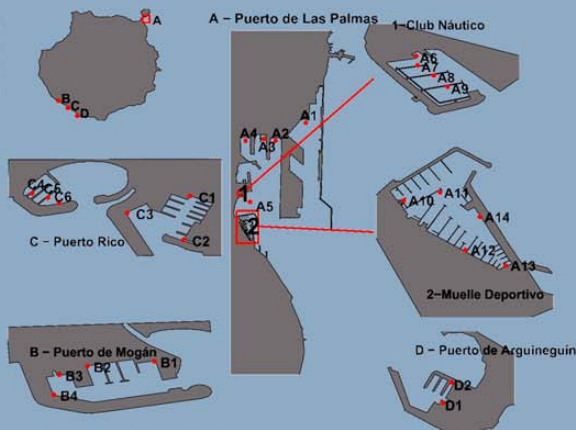 A
B
C
D
A – Puerto de Las Palmas
A1
A2
A3
A4
A5
1
2
1–Club Náutico
A6
A7
A8
A9
C4
C5
C6
C3
C1
C2
C – Puerto Rico
A10
A11
A14
A12
A13
2–Muelle Deportivo
B – Puerto de Mogán
B1
B2
B3
B4
D – Puerto de Arguineguín
D2
D1